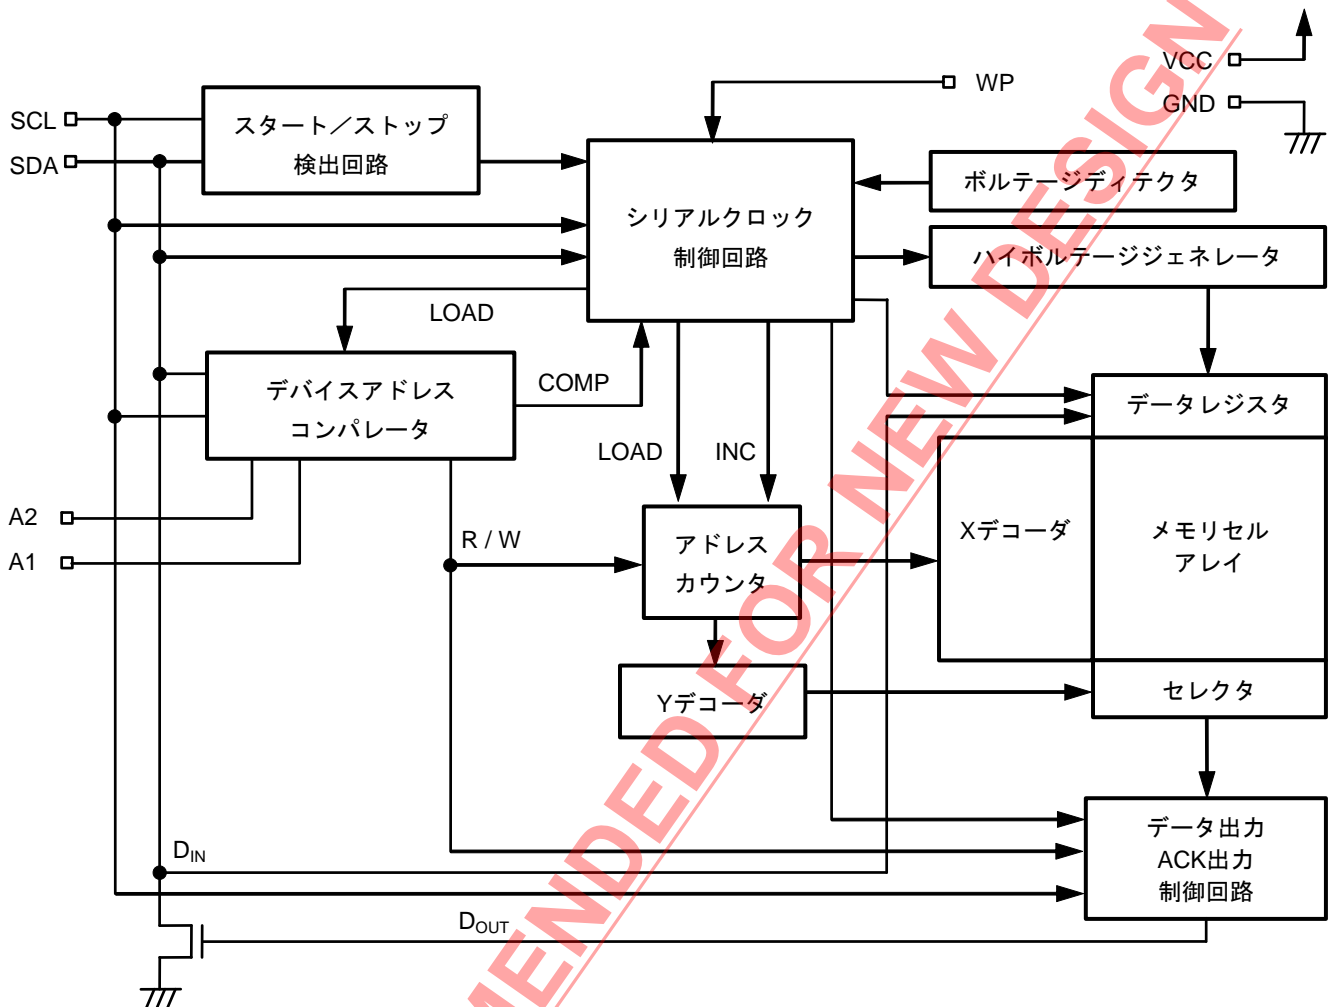 WP
VCC
GND
SCL
SDA
スタート／ストップ
検出回路
シリアルクロック
制御回路
ボルテージディテクタ
ハイボルテージジェネレータ
LOAD
デバイスアドレス
コンパレータ
COMP
LOAD
INC
データレジスタ
A2
A1
R / W
アドレス
カウンタ
Xデコーダ
メモリセル
アレイ
Yデコーダ
セレクタ
データ出力
ACK出力
制御回路
DIN
DOUT
MENDED FOR NEW DESIGN